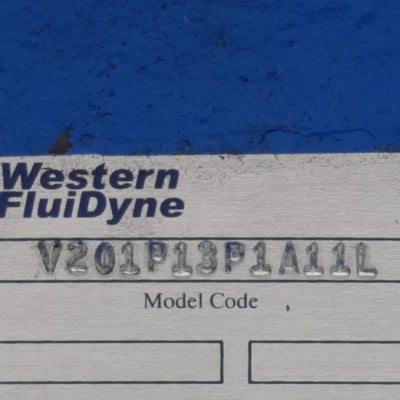 Western
FluiDyne
V201P13P1A11L
Model Code